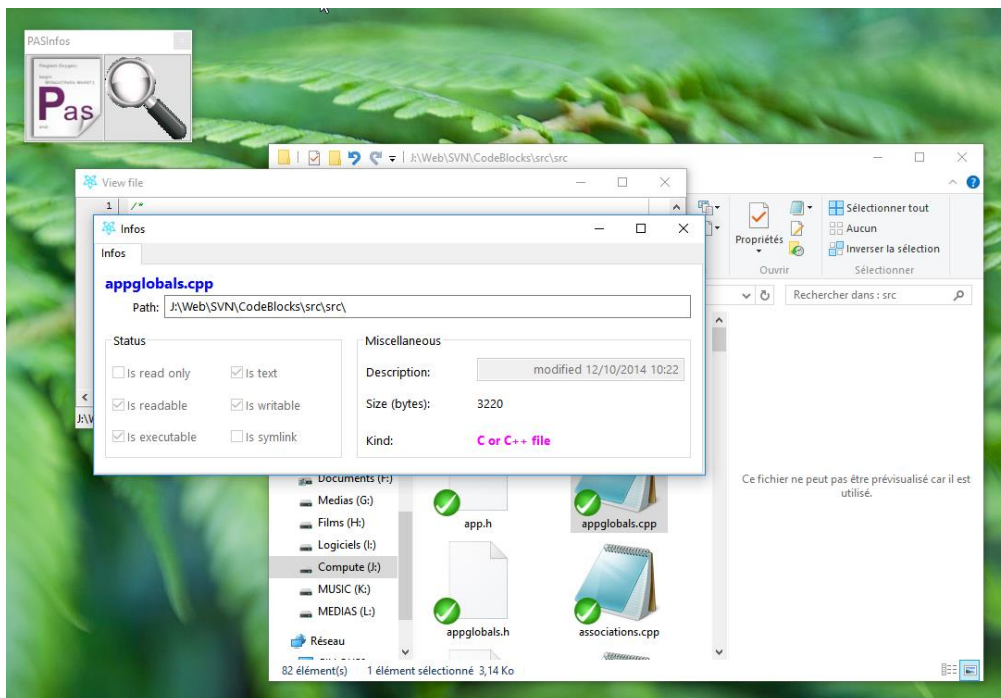 PASInfos
Pas
J:\Web\SVN\CodeBlocks\src\src
View file
1 /*
Propriétés
Ouvrir
Sélectionner tout
Aucun
Inverser la sélection
Sélectionner
Rechercher dans : src
Infos
Infos
appglobals.cpp
Path: J:\Web\SVN\CodeBlocks\src\src\
Status
Is read only
Is text
Is readable
Is writable
Is executable
Is symlink
Miscellaneous
Description: modified 12/10/2014 10:22
Size (bytes): 3220
Kind: C or C++ file
J:\V
Documents (F:)
Medias (G:)
Films (H:)
Logiciels (I:)
Compute (J:)
MUSIC (K:)
MEDIAS (L:)
Réseau
app.h
appglobals.cpp
appglobals.h
associations.cpp
Ce fichier ne peut pas être prévisualisé car il est
utilisé.
82 élément(s) 1 élément sélectionné 3,14 Ko